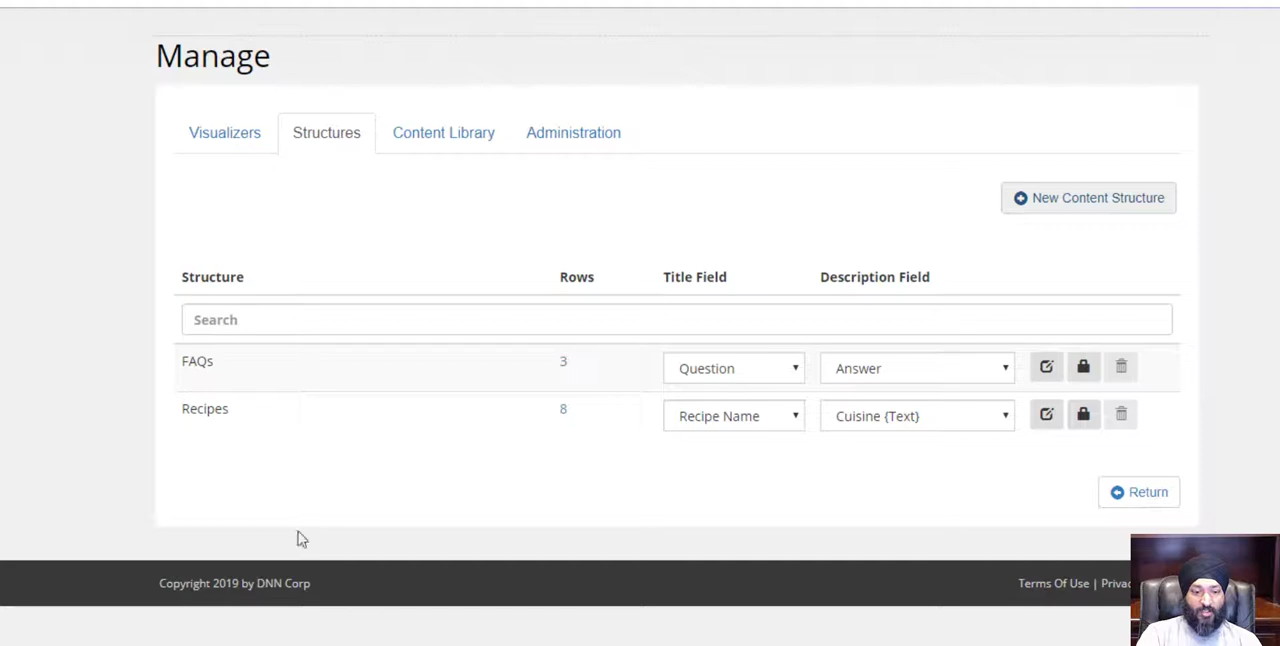 Manage
Visualizers Structures Content Library Administration
New Content Structure
Structure Rows Title Field Description Field
Search
FAQs 3 Question Answer
Recipes 8 Recipe Name Cuisine {Text}
Return
Copyright 2019 by DNN Corp Terms Of Use | Privac